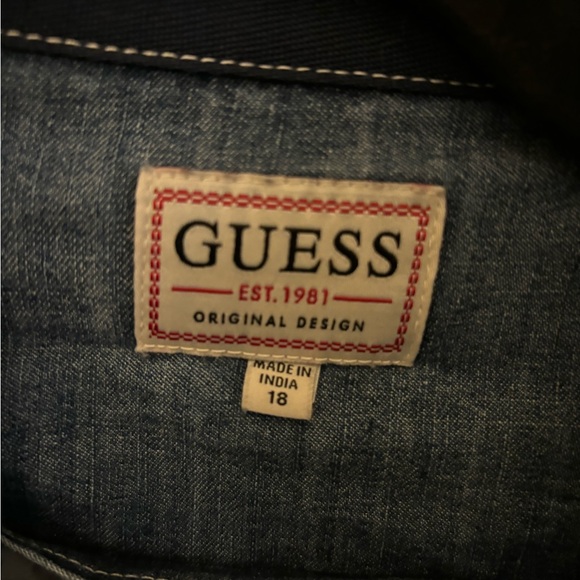 GUESS
EST. 1981
ORIGINAL DESIGN
MADE IN
INDIA
18